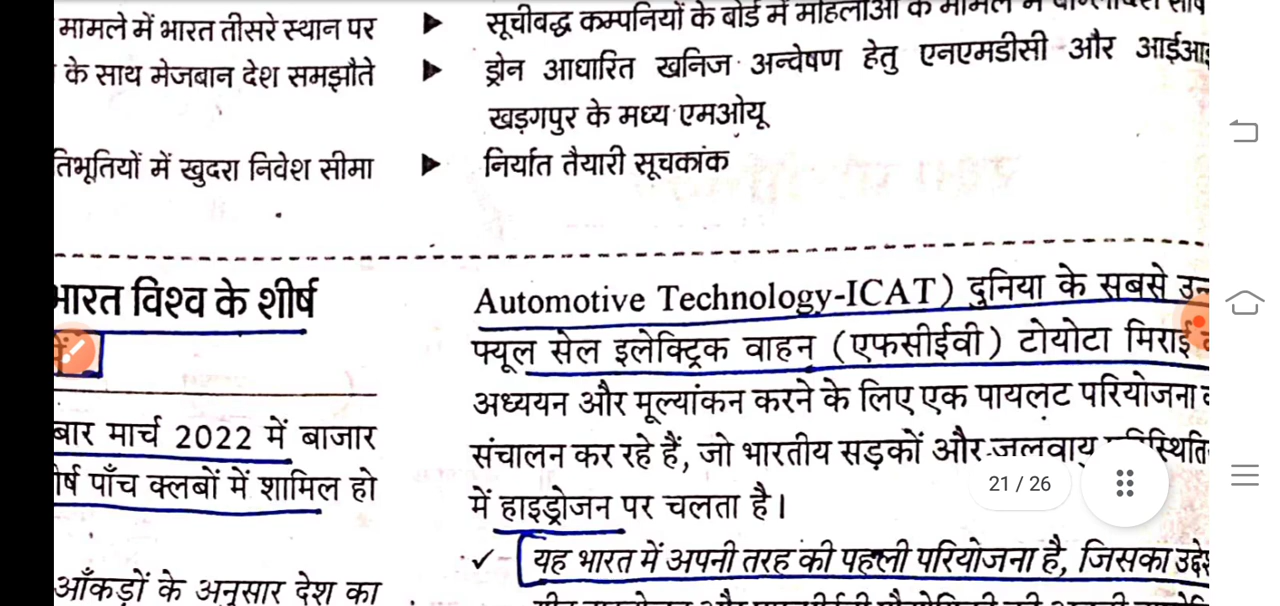 मामले में भारत तीसरे स्थान पर
के साथ मेजबान देश समझौते
तिभूतियों में खुदरा निवेश सीमा
सूचीबद्ध कम्पनियों के बोर्ड में महिलाओं के मामले में
ड्रोन आधारित खनिज अन्वेषण हेतु एनएमडीसी और आईआई
खड़गपुर के मध्य एमओयू
निर्यात तैयारी सूचकांक
भारत विश्व के शीर्ष
में
बार मार्च 2022 में बाजार
र्ष पाँच क्लबों में शामिल हो
आँकड़ों के अनुसार देश का
Automotive Technology-ICAT) दुनिया के सबसे
फ्यूल सेल इलेक्ट्रिक वाहन (एफसीईवी) टोयोटा मिराई
अध्ययन और मूल्यांकन करने के लिए एक पायलट परियोजना
संचालन कर रहे हैं, जो भारतीय सड़कों और जलवायु
में हाइड्रोजन पर चलता है।
यह भारत में अपनी तरह की पहली परियोजना है, जिसका
21 / 26